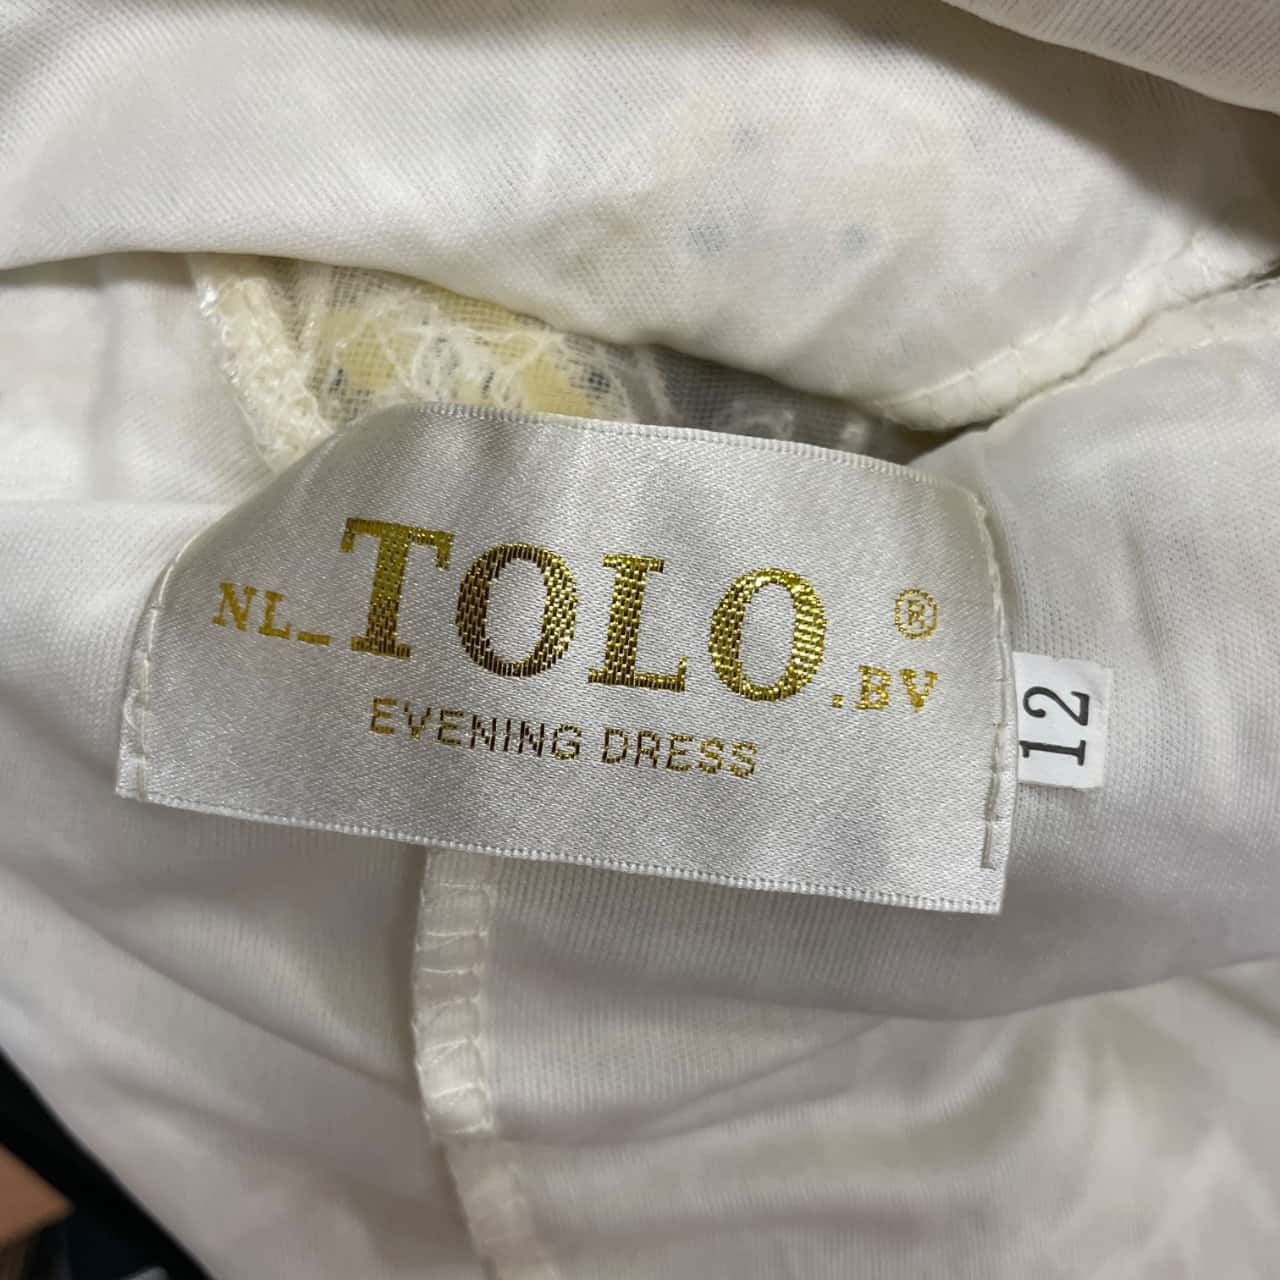 NL_TOLO.BV®
EVENING DRESS
12